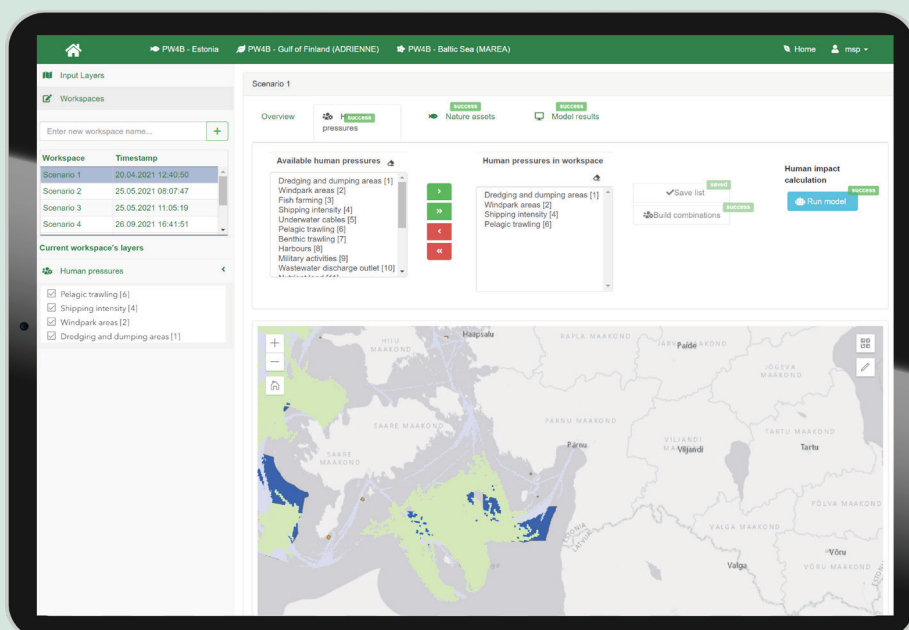 PW4B - Estonia
PW4B - Gulf of Finland (ADRIENNE)
PW4B - Baltic Sea (MAREA)
Home
msp
Input Layers
Workspaces
Enter new workspace name...
+
Workspace Timestamp
Scenario 1 20.04.2021 12:40:50
Scenario 2 25.05.2021 08:07:47
Scenario 3 25.05.2021 11:05:19
Scenario 4 26.09.2021 16:41:51
Current workspace's layers
Human pressures
Pelagic trawling [6]
Shipping intensity [4]
Windpark areas [2]
Dredging and dumping areas [1]
Scenario 1
Overview
success
pressures
success
Nature assets
success
Model results
Available human pressures
Dredging and dumping areas [1]
Windpark areas [2]
Fish farming [3]
Shipping intensity [4]
Underwater cables [5]
Pelagic trawling [6]
Benthic trawling [7]
Harbours [8]
Military activities [9]
Wastewater discharge outlet [10]
›
»
‹
«
Human pressures in workspace
Dredging and dumping areas [1]
Windpark areas [2]
Shipping intensity [4]
Pelagic trawling [6]
saved
Save list
success
Build combinations
Human impact
calculation
success
Run model
+
−
HIIU
MAAKOND
Haapsalu
RAPLA MAAKOND
Paide
JÕGEVA
MAAKOND
SAARE MAAKOND
SAARE
MAAKOND
PÄRNU MAAKOND
Pärnu
VILJANDI
Viljandi
TARTU MAAKOND
Tartu
PÕLVA MAAKOND
ESTONIA
LATVIA
VALGA MAAKOND
Valga
Võru
VÕRU MAAKOND